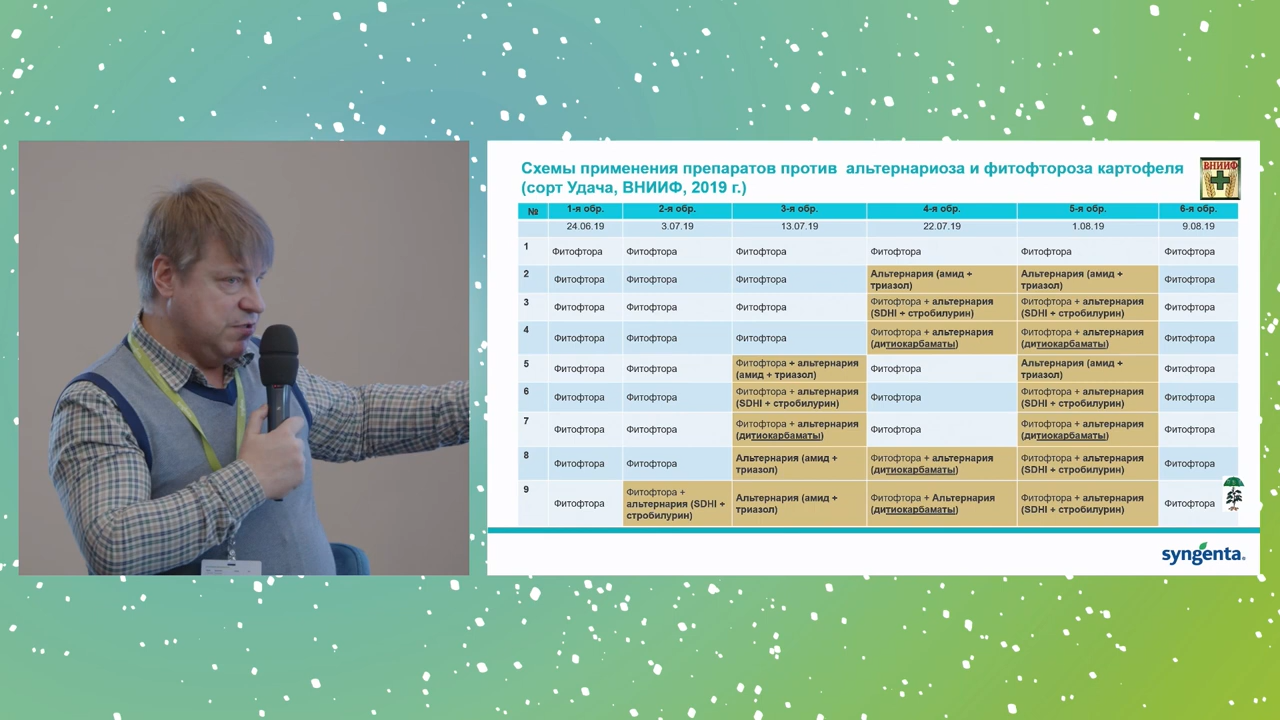 Схемы применения препаратов против альтернариоза и фитофтороза картофеля
(сорт Удача, ВНИИФ, 2019 г.)
ВНИИФ
№ 1-я обр. 2-я обр. 3-я обр. 4-я обр. 5-я обр. 6-я обр.
24.06.19 3.07.19 13.07.19 22.07.19 1.08.19 9.08.19
1 Фитофтора Фитофтора Фитофтора Фитофтора Фитофтора Фитофтора
2 Фитофтора Фитофтора Фитофтора Альтернария (амид + триазол) Альтернария (амид + триазол) Фитофтора
3 Фитофтора Фитофтора Фитофтора Фитофтора + альтернария (SDHI + стробилурин) Фитофтора + альтернария (SDHI + стробилурин) Фитофтора
4 Фитофтора Фитофтора Фитофтора Фитофтора + альтернария (дитиокарбаматы) Фитофтора + альтернария (дитиокарбаматы) Фитофтора
5 Фитофтора Фитофтора Фитофтора + альтернария (амид + триазол) Фитофтора Альтернария (амид + триазол) Фитофтора
6 Фитофтора Фитофтора Фитофтора + альтернария (SDHI + стробилурин) Фитофтора Фитофтора + альтернария (SDHI + стробилурин) Фитофтора
7 Фитофтора Фитофтора Фитофтора + альтернария (дитиокарбаматы) Фитофтора Фитофтора + альтернария (дитиокарбаматы) Фитофтора
8 Фитофтора Фитофтора Альтернария (амид + триазол) Фитофтора + альтернария (дитиокарбаматы) Фитофтора + альтернария (SDHI + стробилурин) Фитофтора
9 Фитофтора Фитофтора + альтернария (SDHI + стробилурин) Альтернария (амид + триазол) Фитофтора + Альтернария (дитиокарбаматы) Фитофтора + альтернария (SDHI + стробилурин) Фитофтора
syngenta